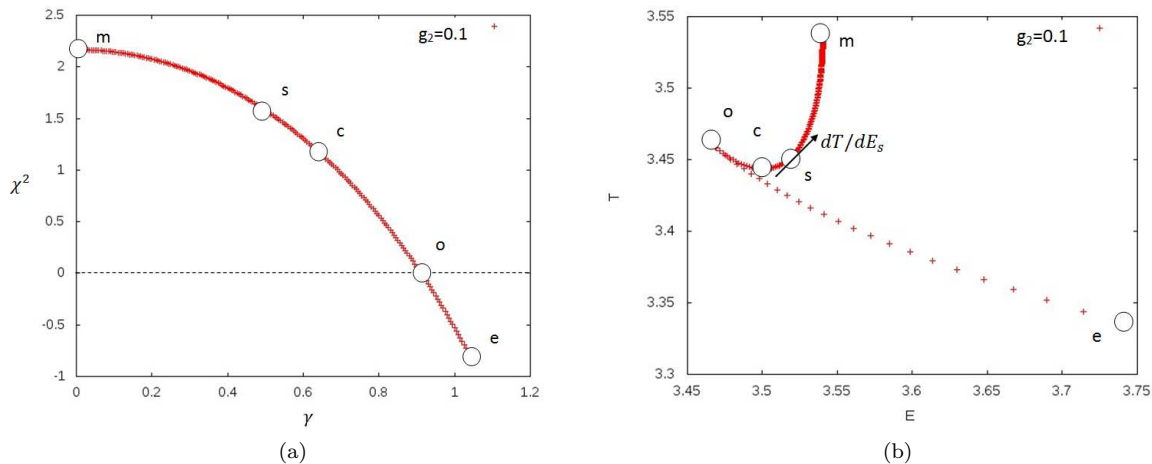 2.5
m
g₂=0.1
2
s
1.5
c
χ²
1
0.5
o
0
-0.5
e
-1
0 0.2 0.4 0.6 0.8 1 1.2
γ
(a)
3.55
m
g₂=0.1
3.5
o
c
dT/dE_s
3.45
s
T
3.4
3.35
e
3.3
3.45 3.5 3.55 3.6 3.65 3.7 3.75
E
(b)